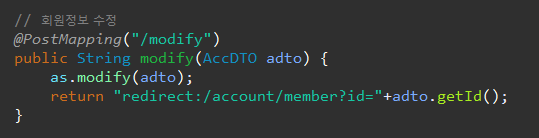 // 회원정보 수정
@PostMapping("/modify")
public String modify(AccDTO adto) {
as.modify(adto);
return "redirect:/account/member?id="+adto.getId();
}